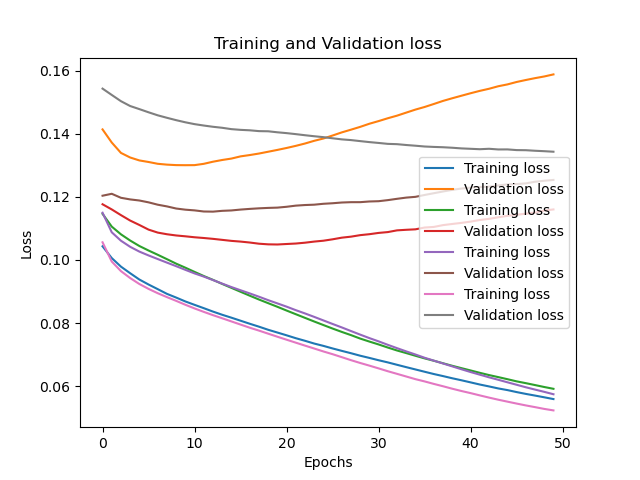 Training and Validation loss
0.16
0.14
0.12
0.10
0.08
0.06
Loss
Training loss
Validation loss
Training loss
Validation loss
Training loss
Validation loss
Training loss
Validation loss
0 10 20 30 40 50
Epochs